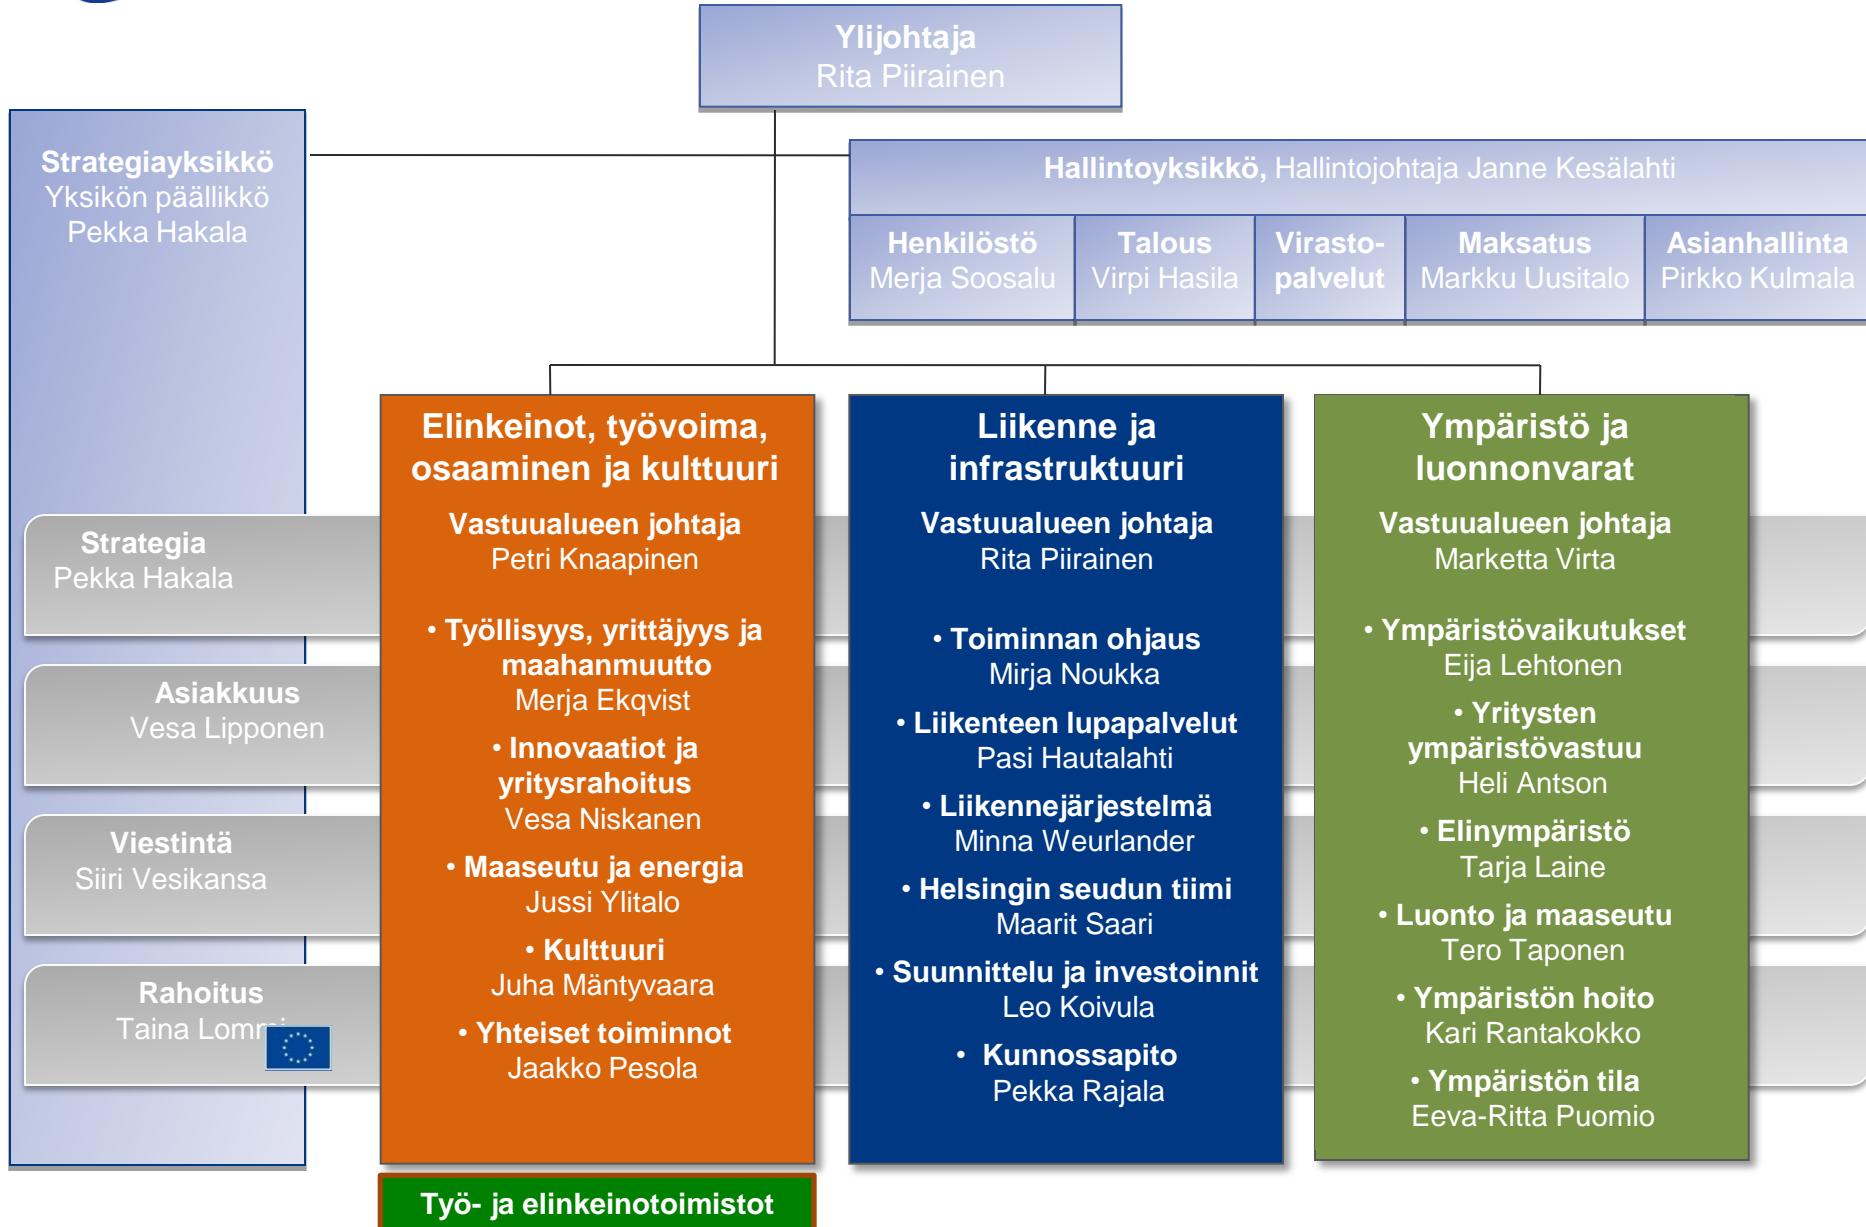 Ylijohtaja
Rita Piirainen
Strategiayksikkö
Yksikön päällikkö
Pekka Hakala
Hallintoyksikkö, Hallintojohtaja Janne Kesälahti
Henkilöstö
Merja Soosalu
Talous
Virpi Hasila
Virasto-
palvelut
Maksatus
Markku Uusitalo
Asianhallinta
Pirkko Kulmala
Strategia
Pekka Hakala
Asiakkuus
Vesa Lipponen
Viestintä
Siiri Vesikansa
Rahoitus
Taina
Elinkeinot, työvoima,
osaaminen ja kulttuuri
Vastuualueen johtaja
Petri Knaapinen
• Työllisyys, yrittäjyys ja
maahanmuutto
Merja Ekqvist
• Innovaatiot ja
yritysrahoitus
Vesa Niskanen
• Maaseutu ja energia
Jussi Ylitalo
• Kulttuuri
Juha Mäntyvaara
• Yhteiset toiminnot
Jaakko Pesola
Työ- ja elinkeinotoimistot
Liikenne ja
infrastruktuuri
Vastuualueen johtaja
Rita Piirainen
• Toiminnan ohjaus
Mirja Noukka
• Liikenteen lupapalvelut
Pasi Hautalahti
• Liikennejärjestelmä
Minna Weurlander
• Helsingin seudun tiimi
Maarit Saari
• Suunnittelu ja investoinnit
Leo Koivula
• Kunnossapito
Pekka Rajala
Ympäristö ja
luonnonvarat
Vastuualueen johtaja
Marketta Virta
• Ympäristövaikutukset
Eija Lehtonen
• Yritysten
ympäristövastuu
Heli Antson
• Elinympäristö
Tarja Laine
• Luonto ja maaseutu
Tero Taponen
• Ympäristön hoito
Kari Rantakokko
• Ympäristön tila
Eeva-Ritta Puomio